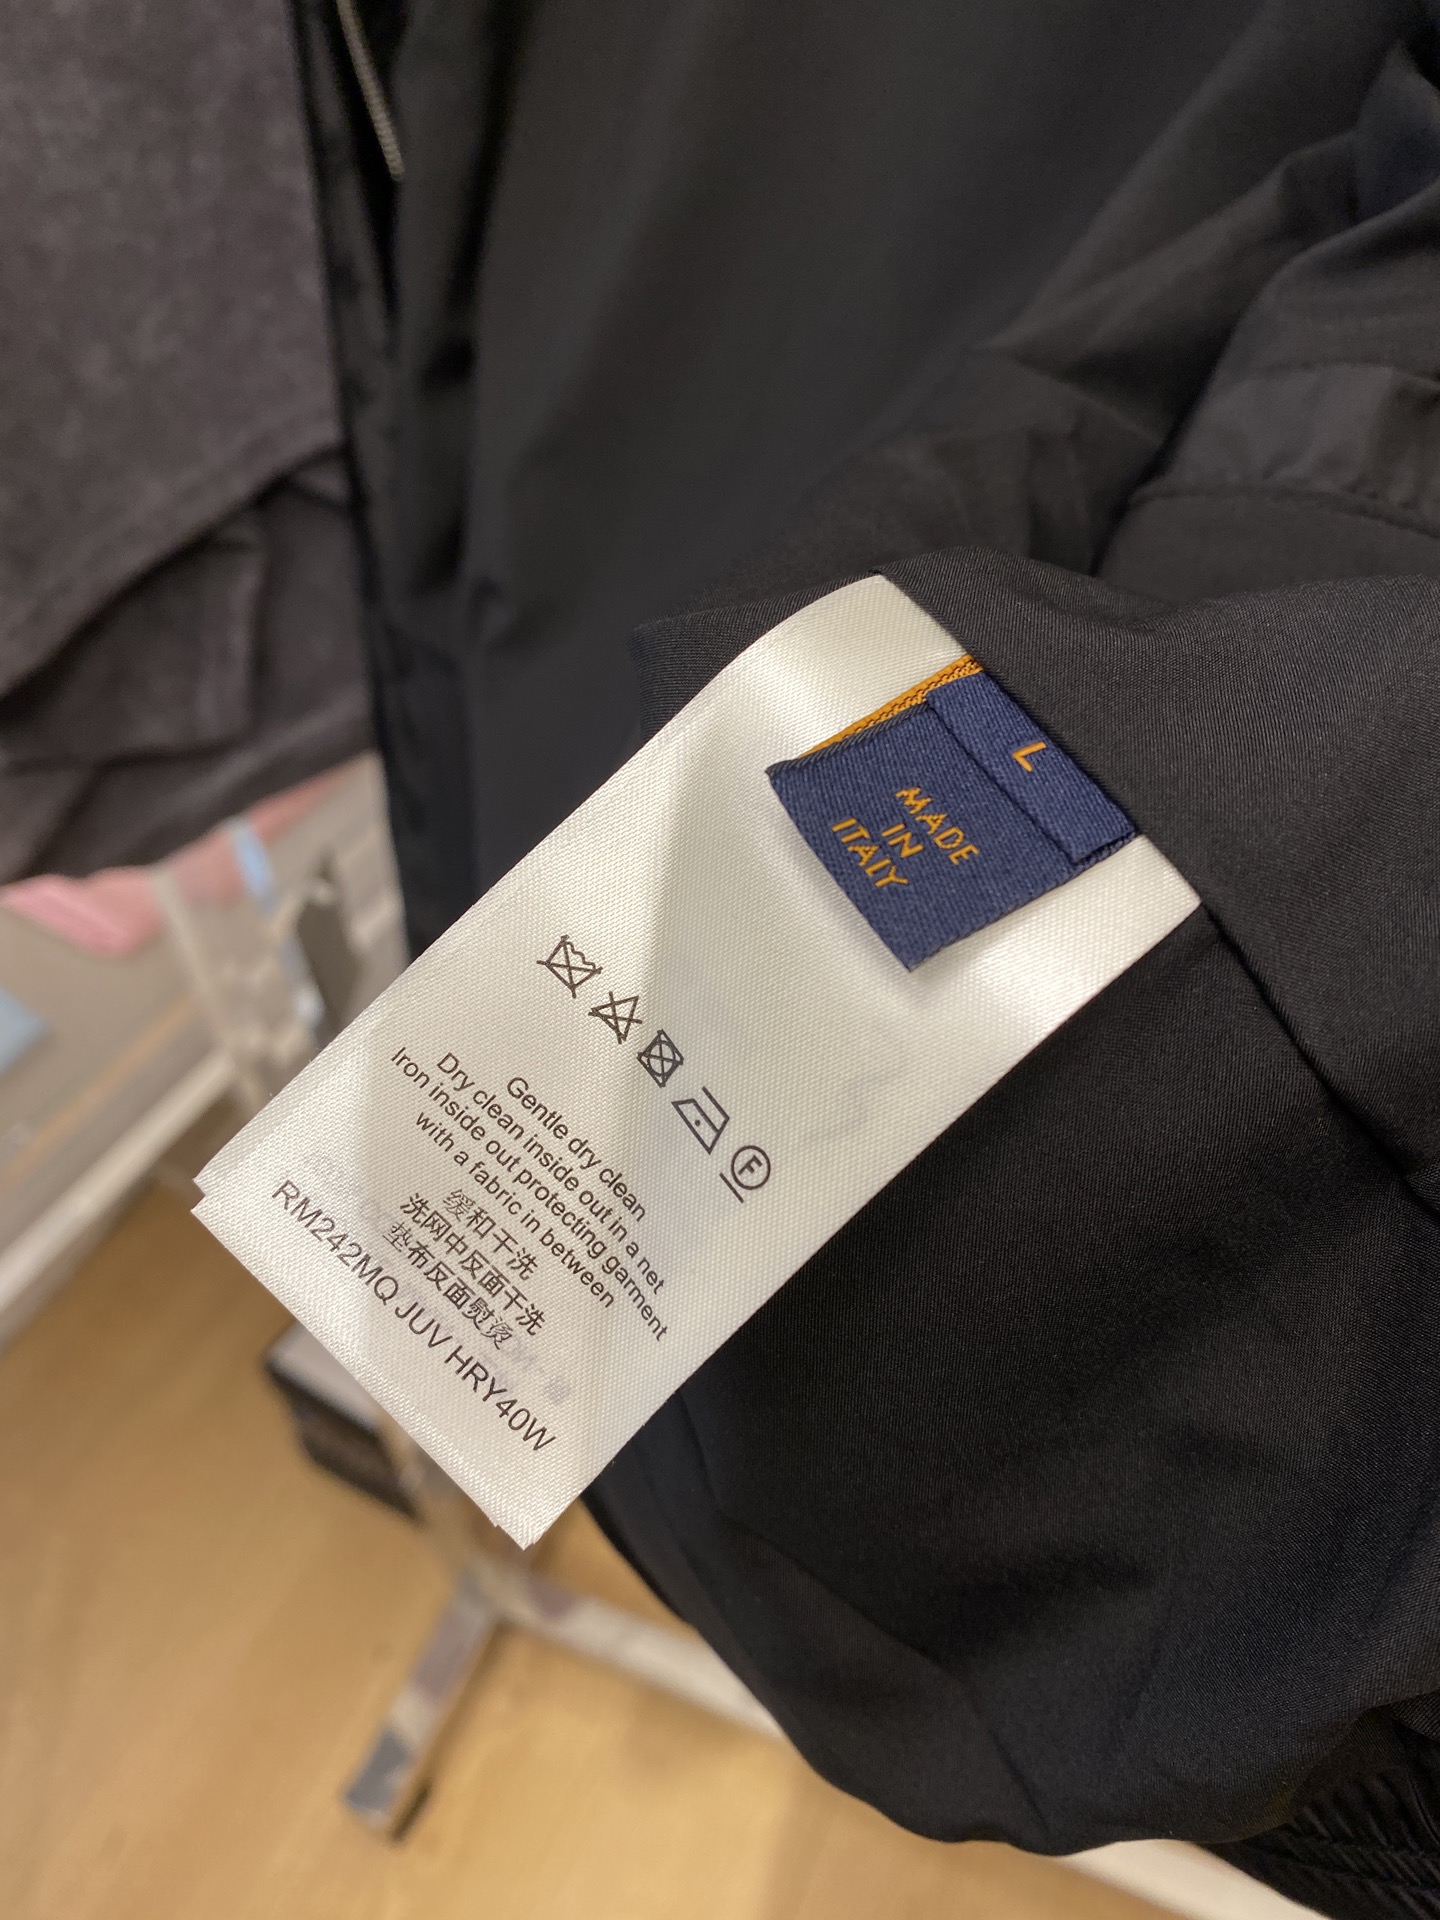 L
MADE
IN
ITALY
F
Gentle dry clean
Dry clean inside out in a net
Iron inside out protecting garment
with a fabric in between
缓和干洗
洗网中反面干洗
垫布反面熨烫
RM242MQ JUV HRY40W